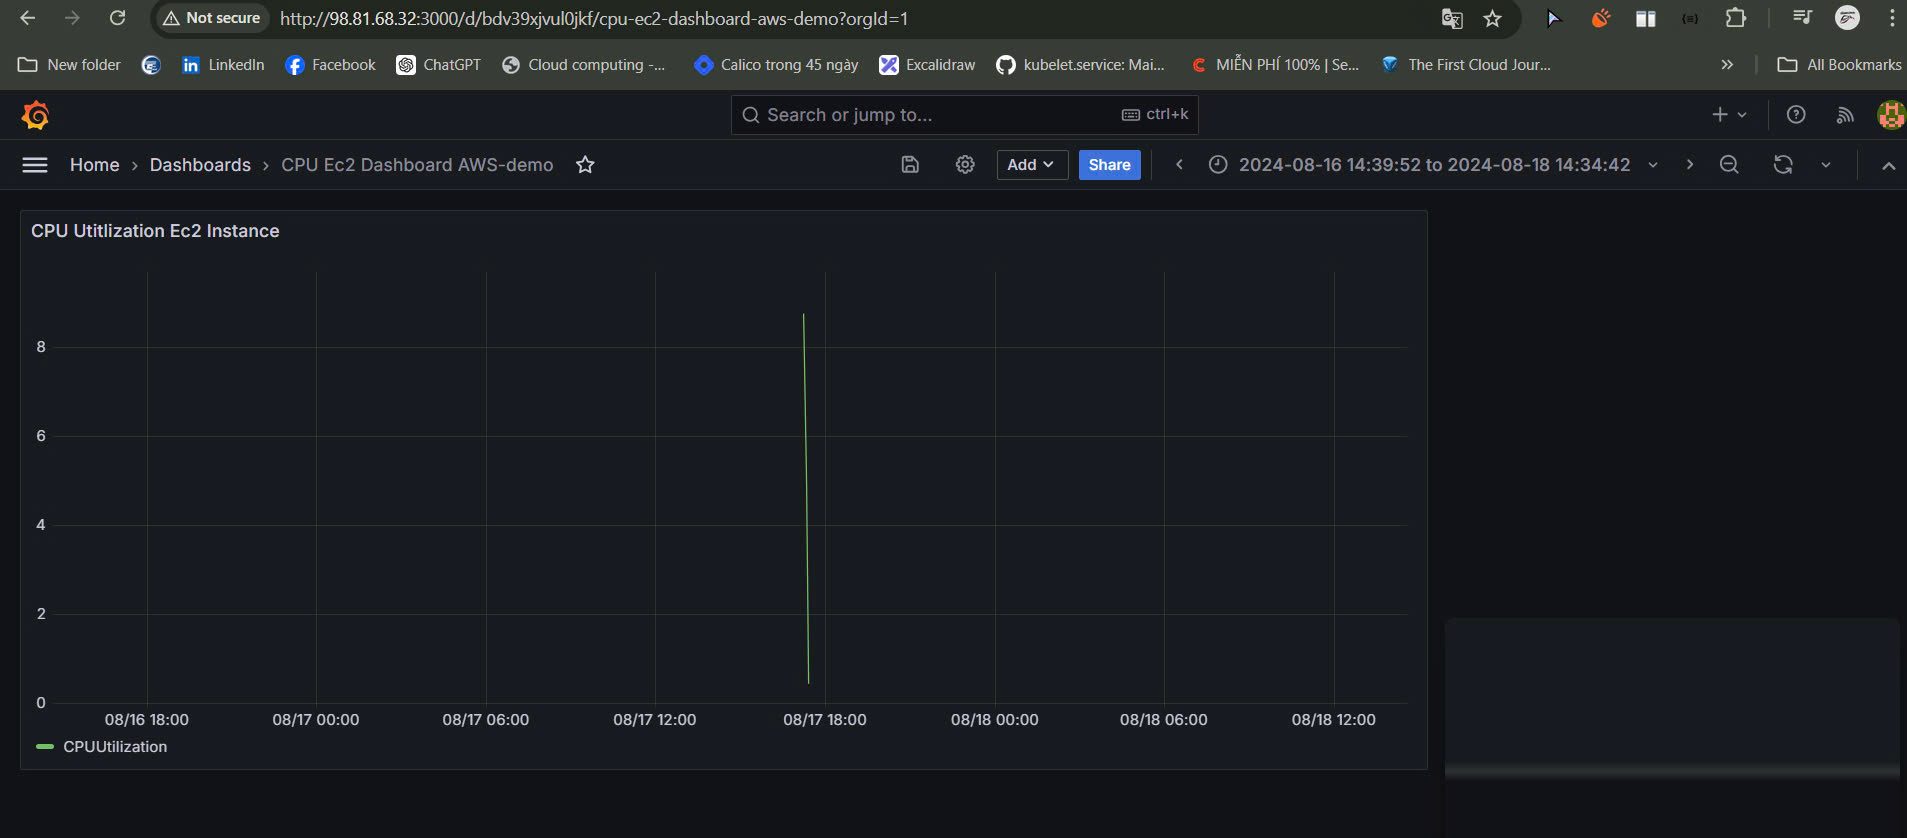 Not secure http://98.81.68.32:3000/d/bdv39xjvul0jkf/cpu-ec2-dashboard-aws-demo?orgId=1
New folder LinkedIn Facebook ChatGPT Cloud computing -... Calico trong 45 ngày Excalidraw kubelet.service: Mai... MIỄN PHÍ 100% | Se... The First Cloud Jour... » All Bookmarks
Search or jump to... ctrl+k
Home › Dashboards › CPU Ec2 Dashboard AWS-demo Add Share 2024-08-16 14:39:52 to 2024-08-18 14:34:42
CPU Utitlization Ec2 Instance
8
6
4
2
0
08/16 18:00 08/17 00:00 08/17 06:00 08/17 12:00 08/17 18:00 08/18 00:00 08/18 06:00 08/18 12:00
CPUUtilization